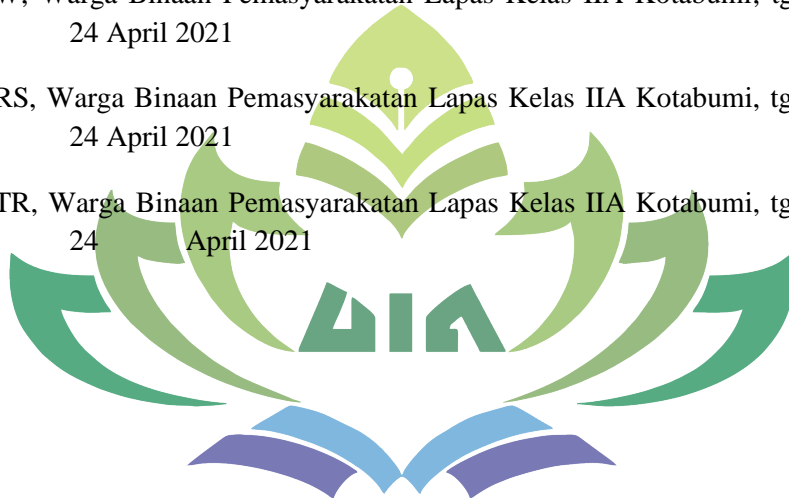 W, Warga Binaan Pemasyarakatan Lapas Kelas IIA Kotabumi, tg
24 April 2021
RS, Warga Binaan Pemasyarakatan Lapas Kelas IIA Kotabumi, tg
24 April 2021
TR, Warga Binaan Pemasyarakatan Lapas Kelas IIA Kotabumi, tg
24 April 2021
UIA